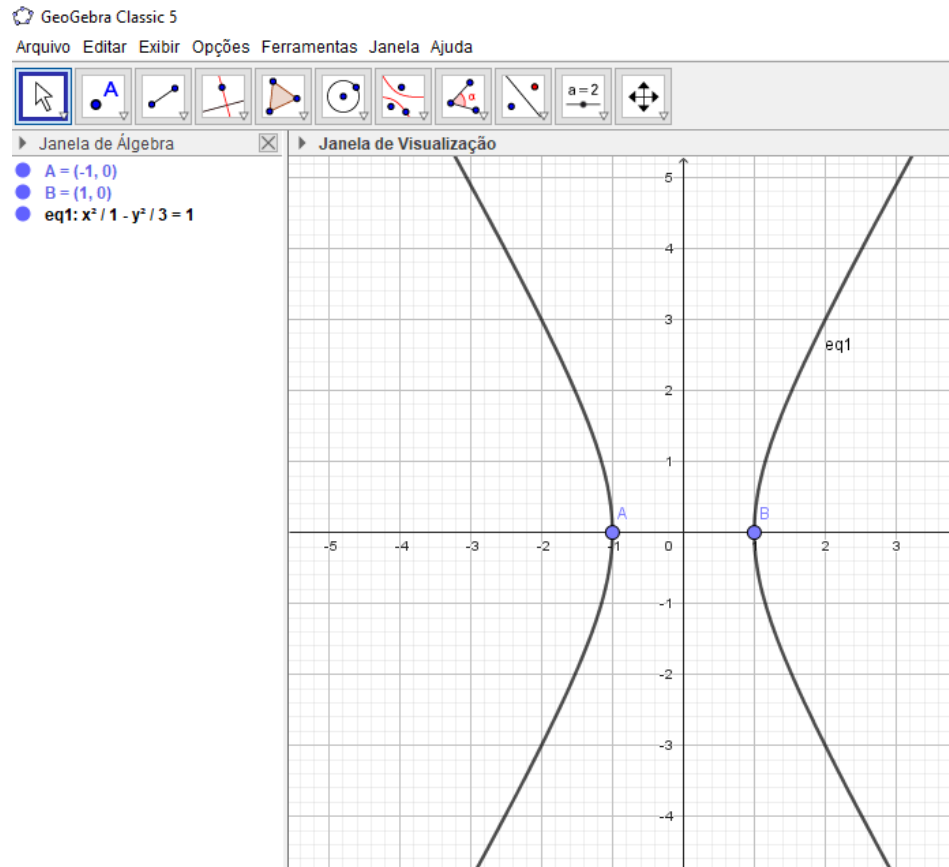 GeoGebra Classic 5
Arquivo Editar Exibir Opções Ferramentas Janela Ajuda
A
α
a=2
Janela de Álgebra
Janela de Visualização
A = (-1, 0)
B = (1, 0)
eq1: x² / 1 - y² / 3 = 1
5
4
3
eq1
2
1
A B
-5 -4 -3 -2 -1 0 1 2 3
-1
-2
-3
-4